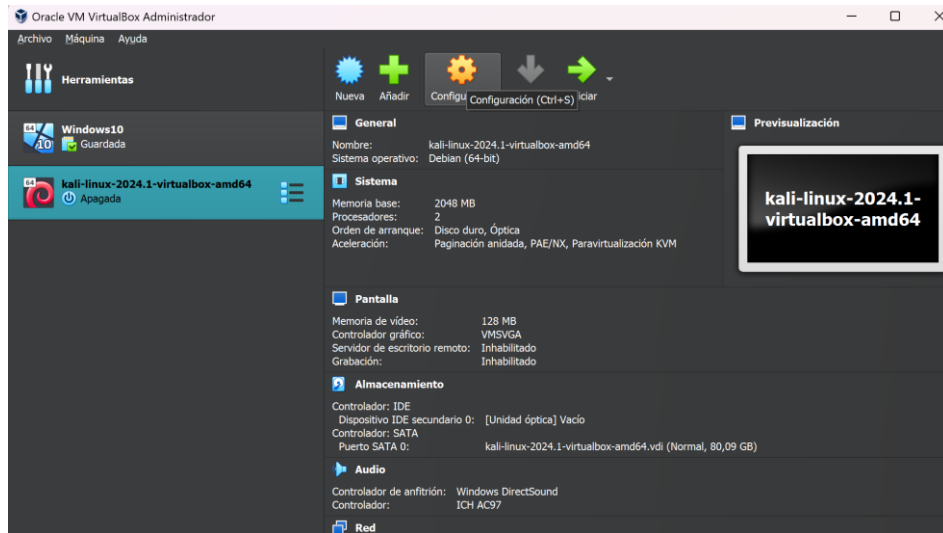 Oracle VM VirtualBox Administrador
Archivo Máquina Ayuda
Herramientas
Nueva Añadir Configu iciar
Configuración (Ctrl+S)
64 10 Windows10
Guardada
64 kali-linux-2024.1-virtualbox-amd64
Apagada
General
Nombre: kali-linux-2024.1-virtualbox-amd64
Sistema operativo: Debian (64-bit)
Sistema
Memoria base: 2048 MB
Procesadores: 2
Orden de arranque: Disco duro, Óptica
Aceleración: Paginación anidada, PAE/NX, Paravirtualización KVM
Previsualización
kali-linux-2024.1-
virtualbox-amd64
Pantalla
Memoria de vídeo: 128 MB
Controlador gráfico: VMSVGA
Servidor de escritorio remoto: Inhabilitado
Grabación: Inhabilitado
Almacenamiento
Controlador: IDE
Dispositivo IDE secundario 0: [Unidad óptica] Vacío
Controlador: SATA
Puerto SATA 0: kali-linux-2024.1-virtualbox-amd64.vdi (Normal, 80,09 GB)
Audio
Controlador de anfitrión: Windows DirectSound
Controlador: ICH AC97
Red